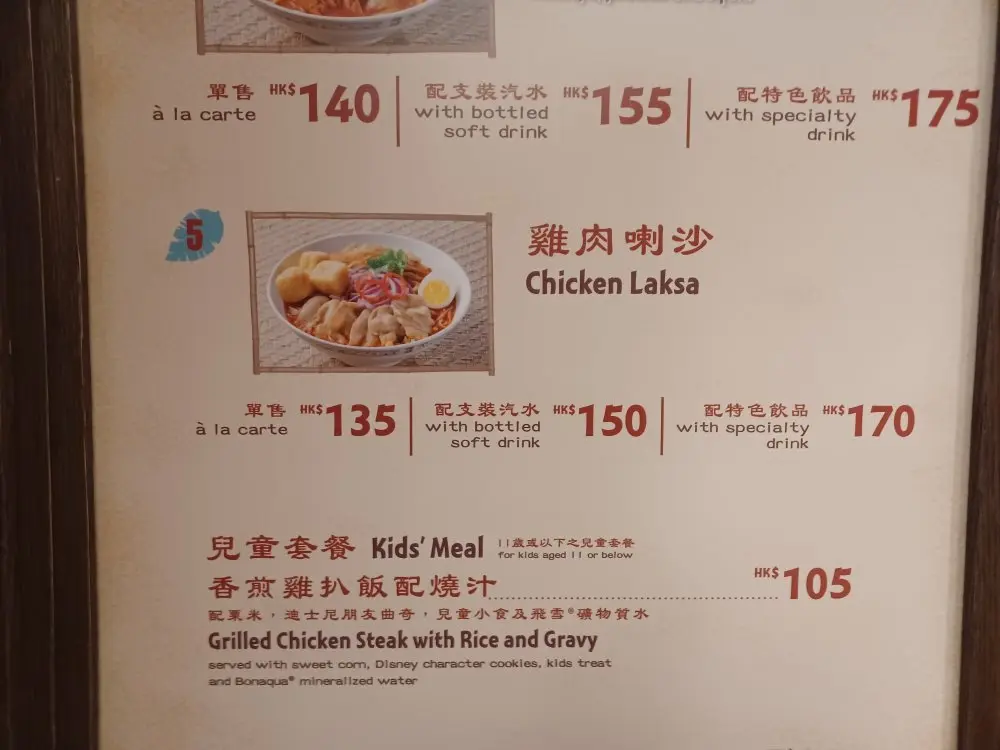 單售 HK$140
à la carte
配支裝汽水 HK$155
with bottled
soft drink
配特色飲品 HK$175
with specialty
drink
5
雞肉喇沙
Chicken Laksa
單售 HK$135
à la carte
配支裝汽水 HK$150
with bottled
soft drink
配特色飲品 HK$170
with specialty
drink
兒童套餐 Kids' Meal 11歲或以下之兒童套餐
for kids aged 11 or below
香煎雞扒飯配燒汁 HK$105
配粟米，迪士尼朋友曲奇，兒童小食及飛雪®礦物質水
Grilled Chicken Steak with Rice and Gravy
served with sweet corn, Disney character cookies, kids treat
and Bonaqua® mineralized water